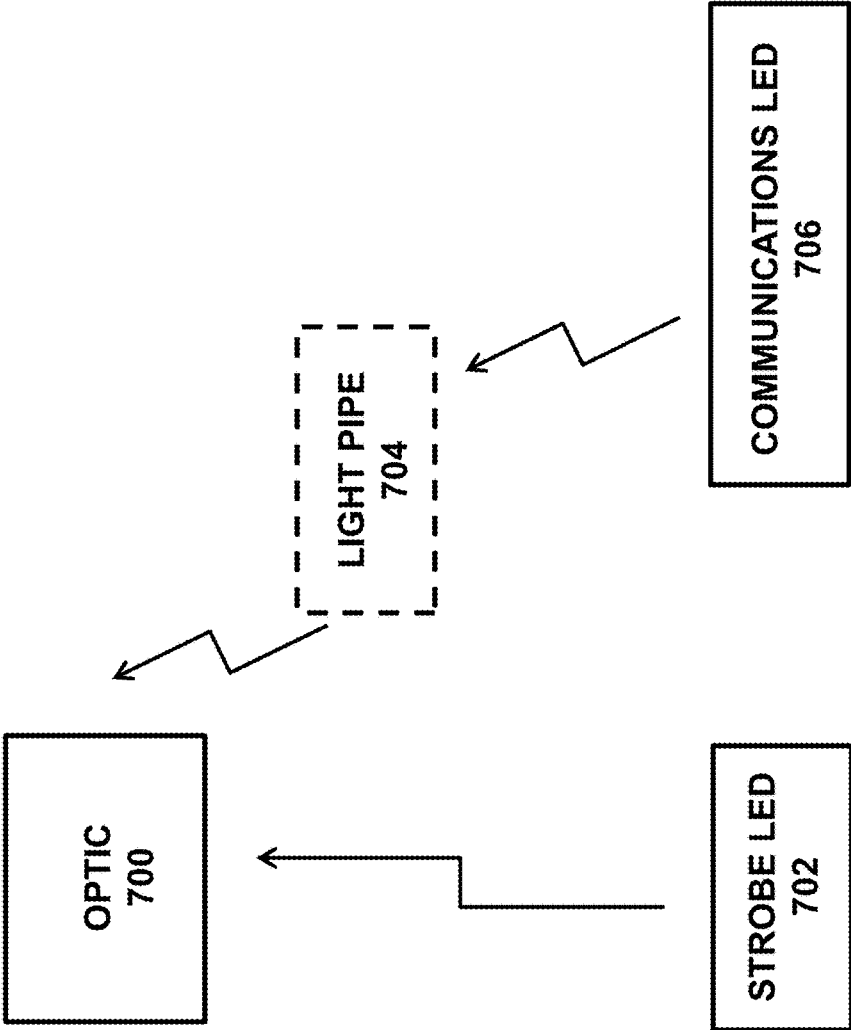 OPTIC
700
LIGHT PIPE
704
STROBE LED
702
COMMUNICATIONS LED
706